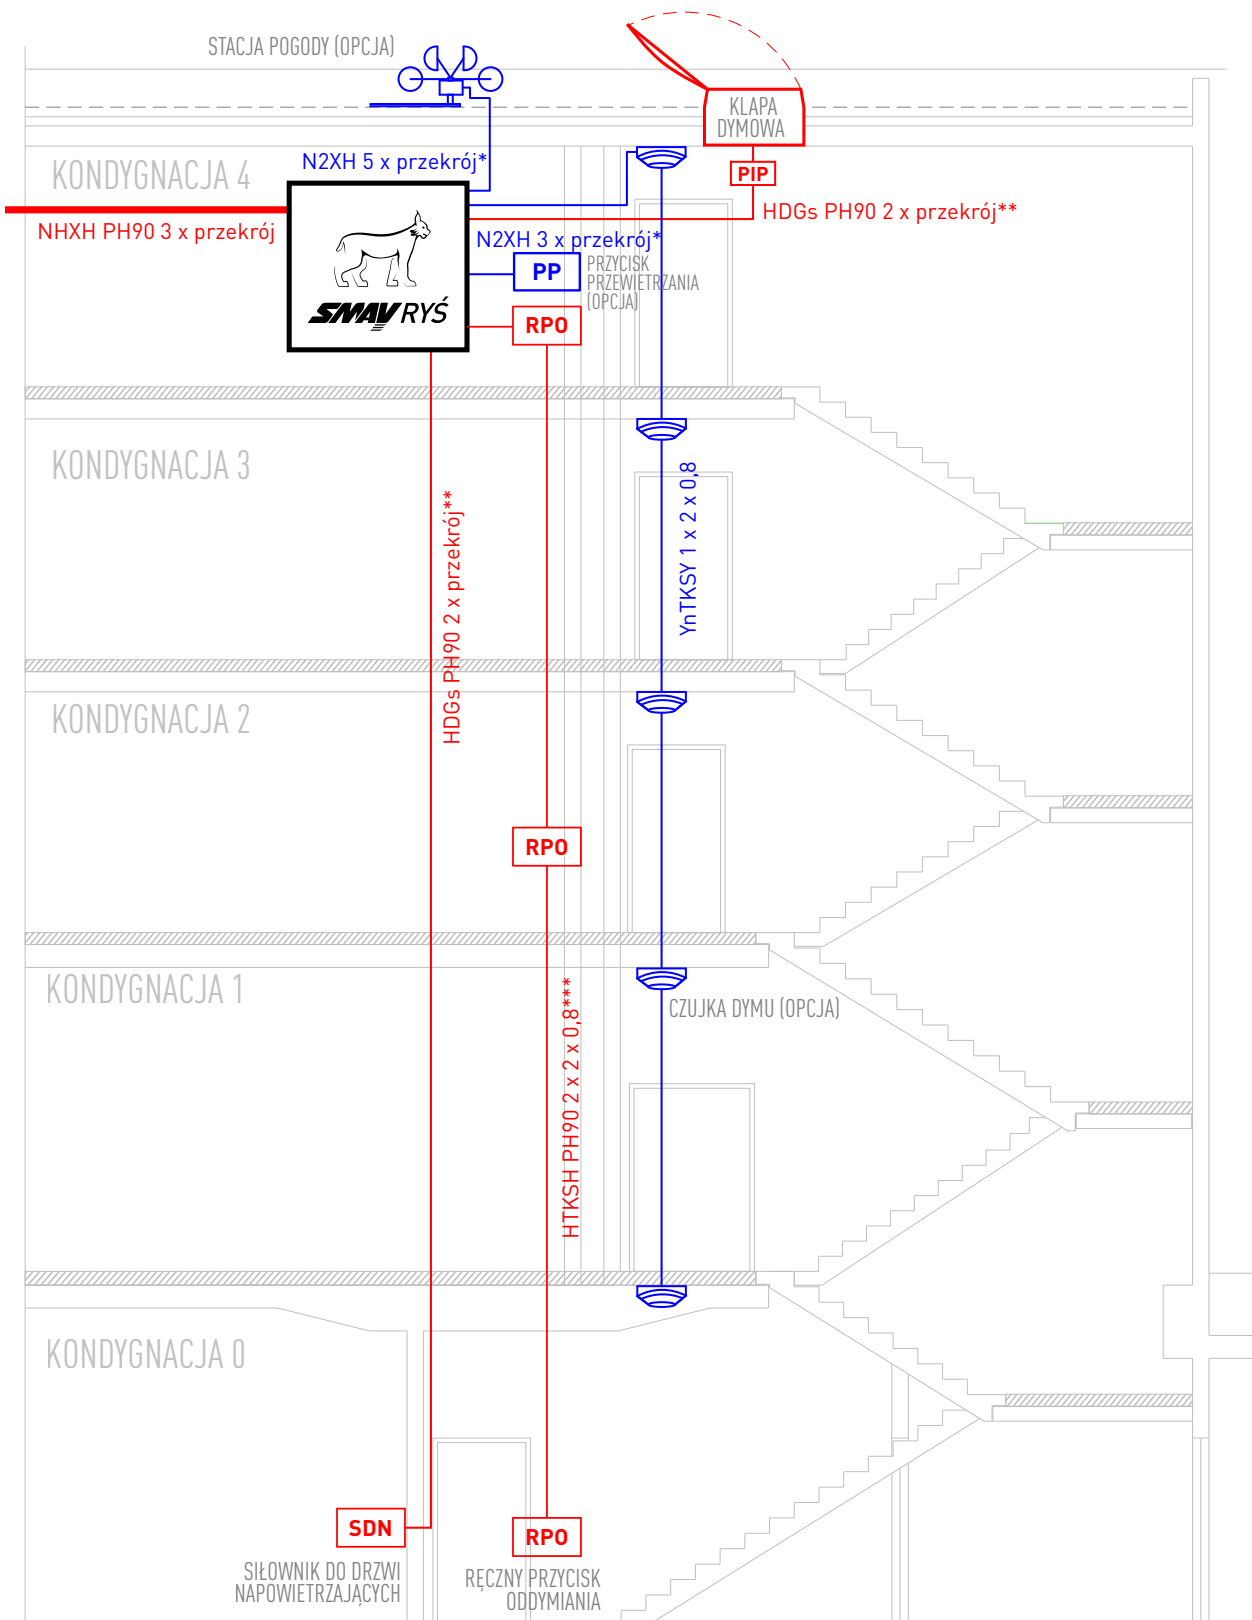 STACJA POGODY (OPCJA)
KLAPA
DYMOWA
N2XH 5 x przekrój*
KONDYGNACJA 4
PIP
HDGs PH90 2 x przekrój**
NHXH PH90 3 x przekrój
N2XH 3 x przekrój*
PP
PRZYCISK
PRZEWIETRZANIA
(OPCJA)
SMAY RYŚ
RPO
KONDYGNACJA 3
HDGs PH90 2 x przekrój**
YnTKSY 1 x 2 x 0,8
KONDYGNACJA 2
RPO
KONDYGNACJA 1
HTKSH PH90 2 x 2 x 0,8***
CZUJKA DYMU (OPCJA)
KONDYGNACJA 0
SDN
RPO
SIŁOWNIK DO DRZWI
NAPOWIETRZAJĄCYCH
RĘCZNY PRZYCISK
ODDYMIANIA